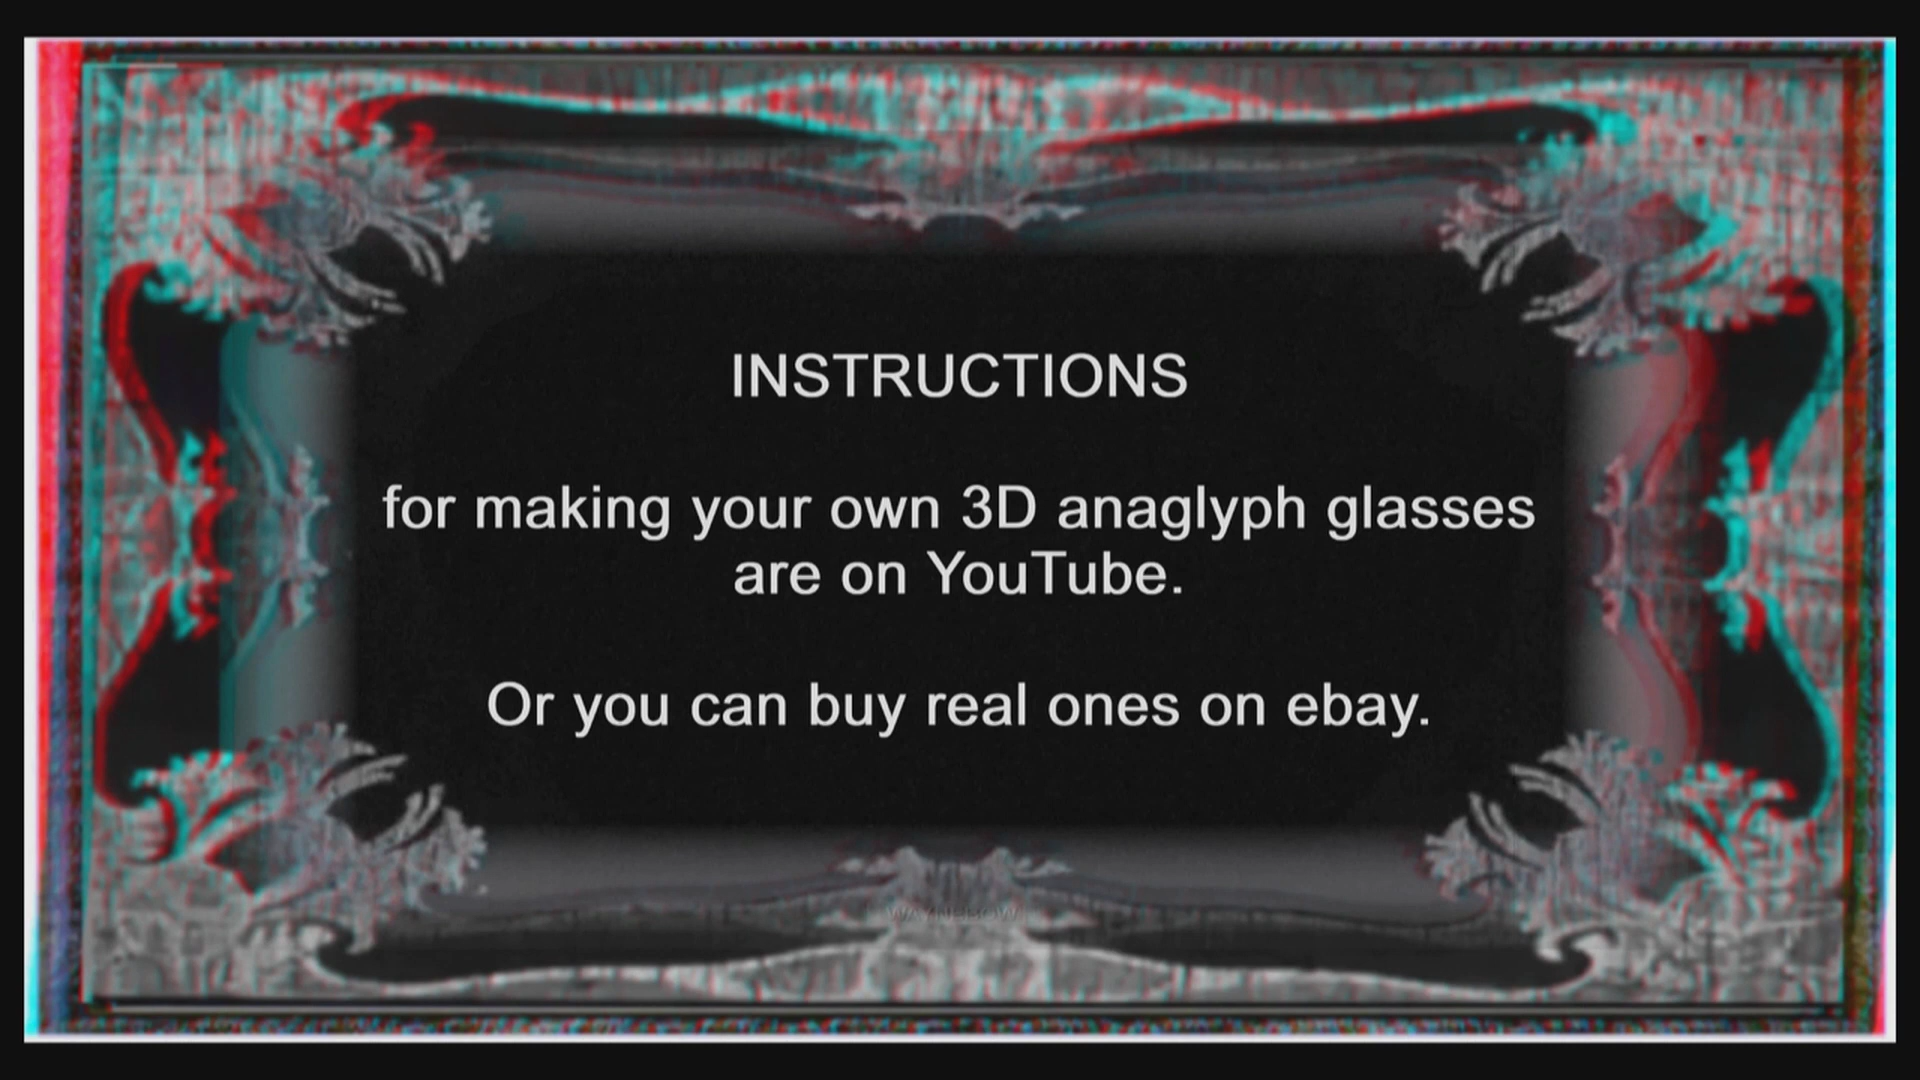 INSTRUCTIONS
for making your own 3D anaglyph glasses
are on YouTube.
Or you can buy real ones on ebay.